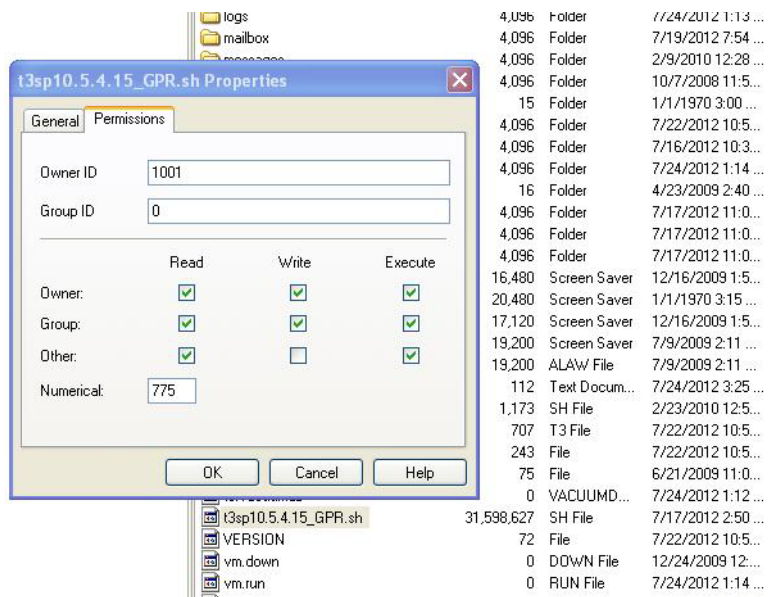 logs 4,096 Folder 7/24/2012 1:13 ...
mailbox 4,096 Folder 7/19/2012 7:54 ...
messages 4,096 Folder 2/9/2010 12:28 ...
t3sp10.5.4.15_GPR.sh Properties
4,096 Folder 10/7/2008 11:5...
15 Folder 1/1/1970 3:00 ...
General Permissions
4,096 Folder 7/22/2012 10:5...
4,096 Folder 7/16/2012 10:3...
Owner ID 1001
4,096 Folder 7/24/2012 1:14 ...
16 Folder 4/23/2009 2:40 ...
Group ID 0
4,096 Folder 7/17/2012 11:0...
4,096 Folder 7/17/2012 11:0...
4,096 Folder 7/17/2012 11:0...
Read Write Execute
16,480 Screen Saver 12/16/2009 1:5...
Owner:
20,480 Screen Saver 1/1/1970 3:15 ...
Group:
17,120 Screen Saver 12/16/2009 1:5...
19,200 Screen Saver 7/9/2009 2:11 ...
Other:
19,200 ALAW File 7/9/2009 2:11 ...
Numerical: 775
112 Text Docum... 7/24/2012 3:25 ...
1,173 SH File 2/23/2010 12:5...
707 T3 File 7/22/2012 10:5...
243 File 7/22/2012 10:5...
OK Cancel Help
75 File 6/21/2009 11:0...
0 VACUUMD... 7/24/2012 1:12 ...
t3sp10.5.4.15_GPR.sh 31,598,627 SH File 7/17/2012 2:50 ...
VERSION 72 File 7/22/2012 10:5...
vm.down 0 DOWN File 12/24/2009 12:...
vm.run 0 RUN File 7/24/2012 1:14 ...